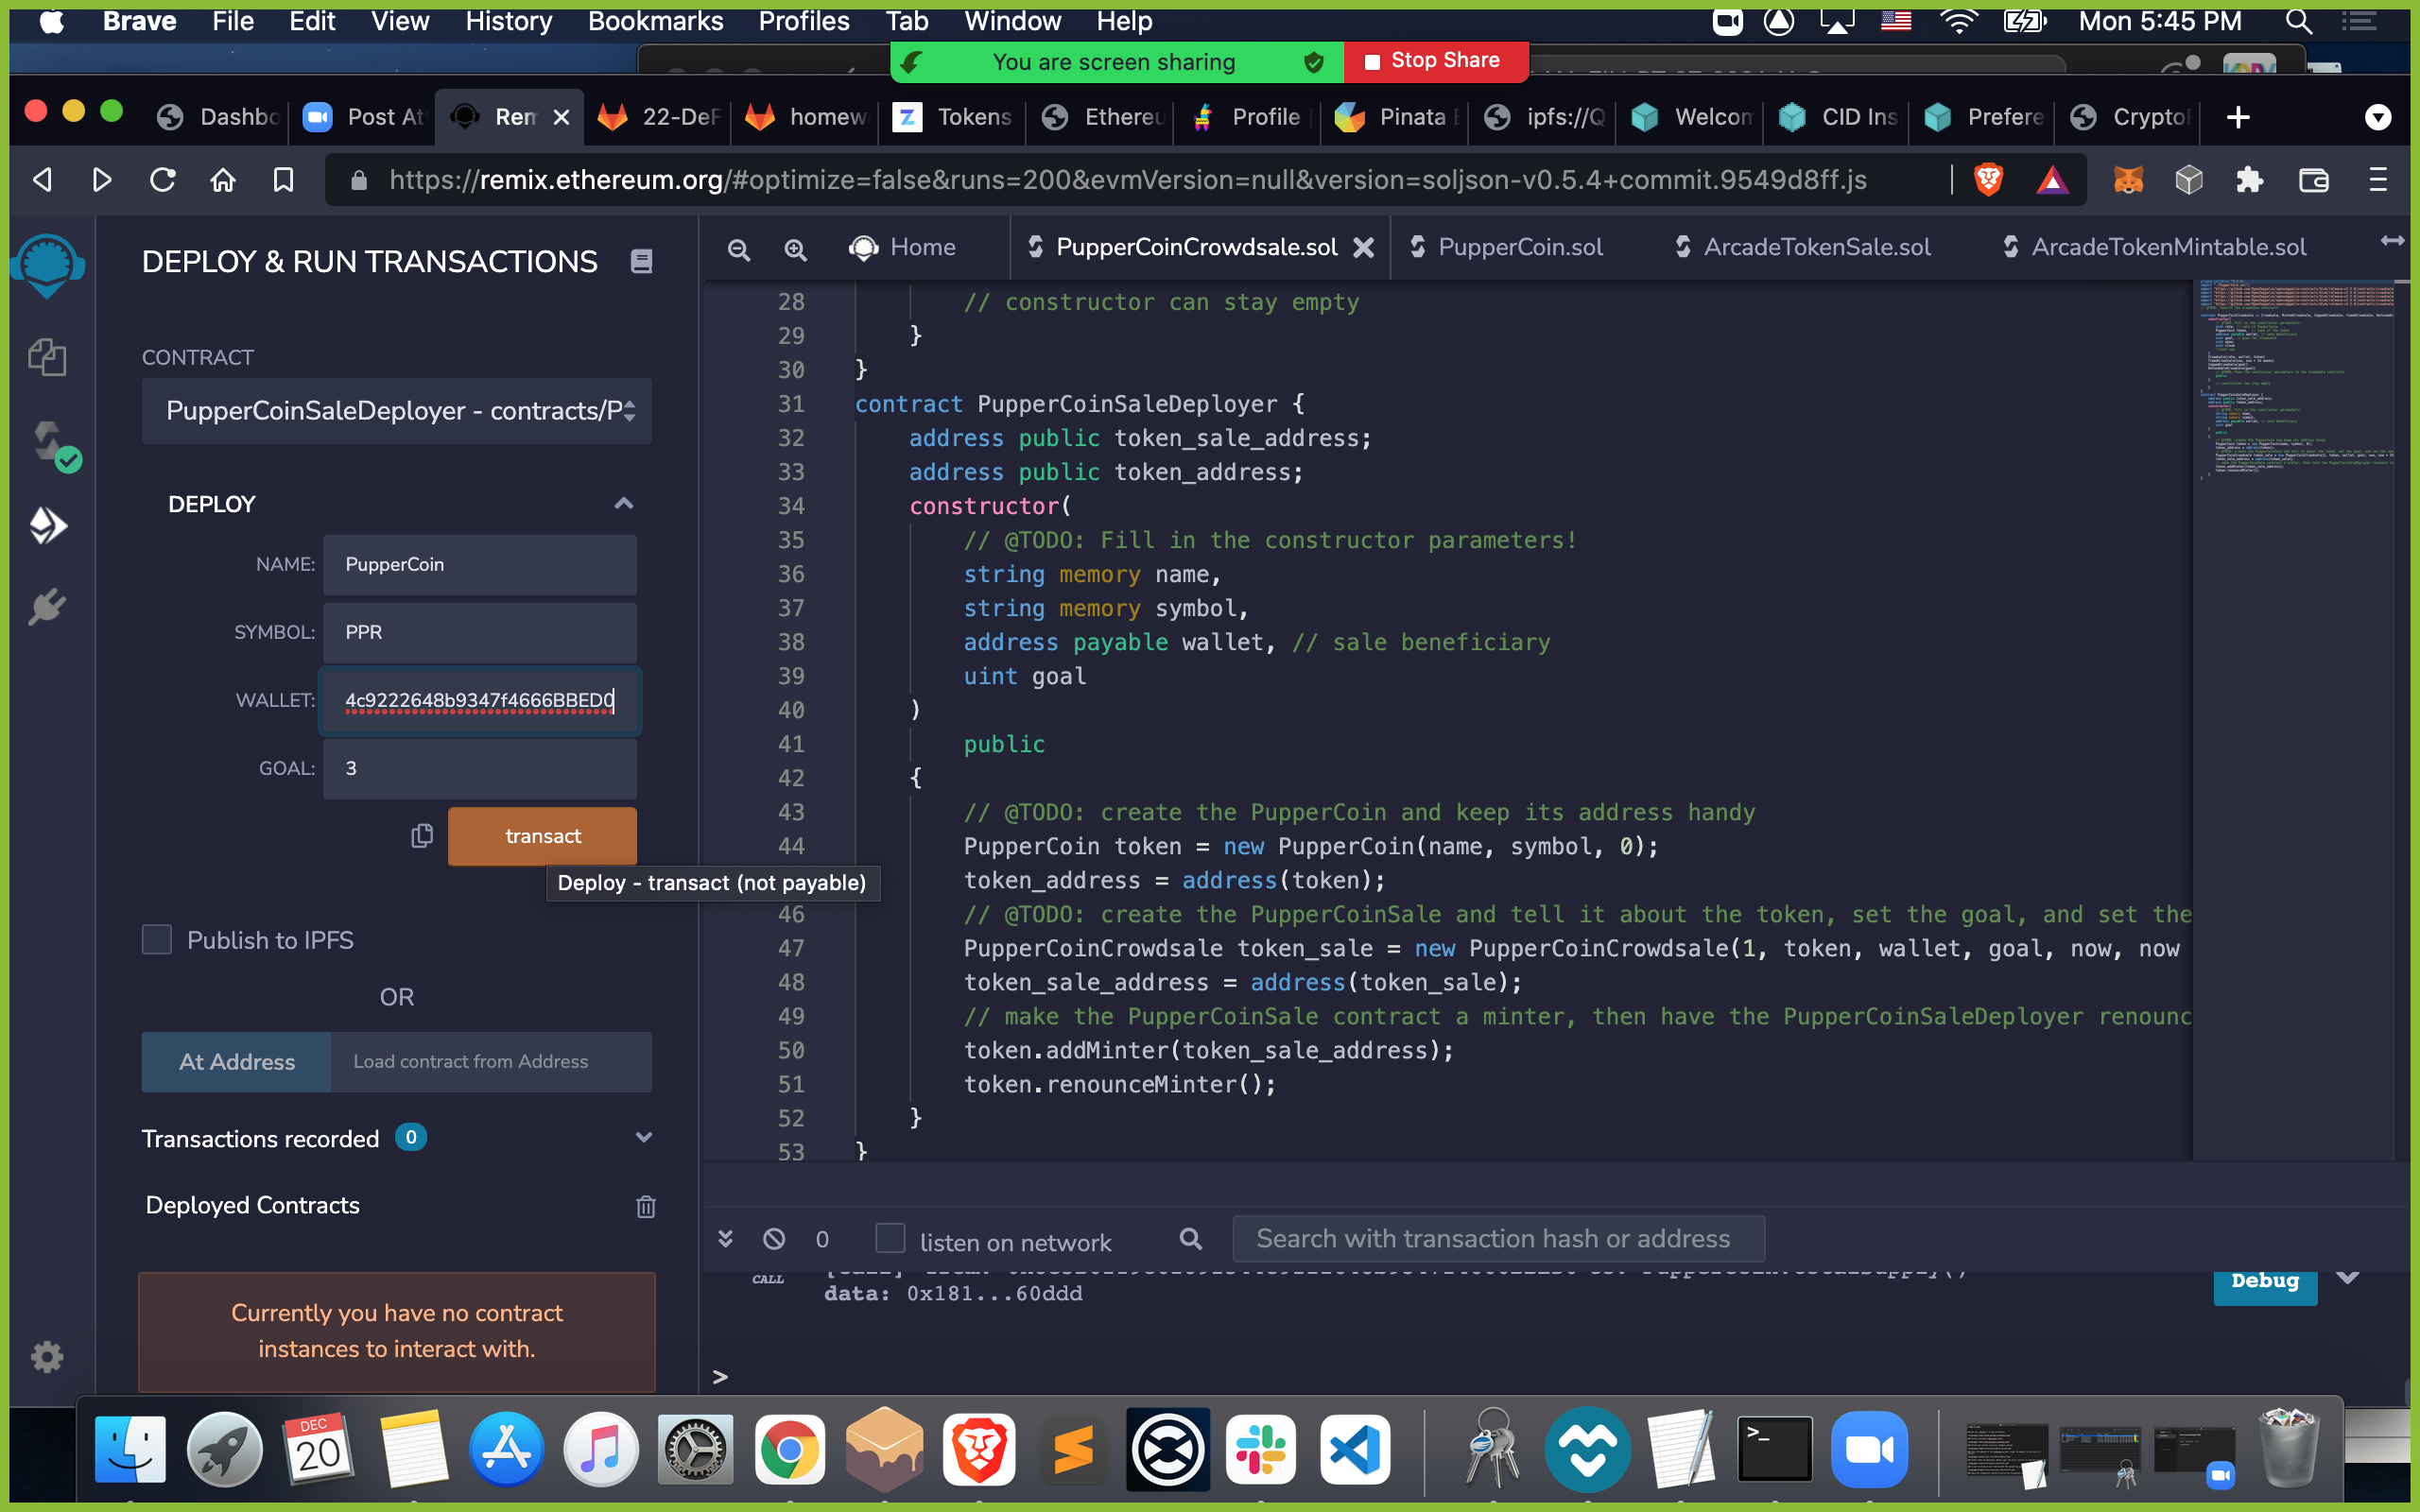 Brave File Edit View History Bookmarks Profiles Tab Window Help Mon 5:45 PM
You are screen sharing Stop Share
Dashbo Post At Rem 22-DeF homew Tokens Ethereu Profile Pinata ipfs://Q Welcom CID Ins Prefere Crypto
https://remix.ethereum.org/#optimize=false&runs=200&evmVersion=null&version=soljson-v0.5.4+commit.9549d8ff.js
DEPLOY & RUN TRANSACTIONS
Home PupperCoinCrowdsale.sol PupperCoin.sol ArcadeTokenSale.sol ArcadeTokenMintable.sol
CONTRACT
PupperCoinSaleDeployer - contracts/P
DEPLOY
NAME: PupperCoin
SYMBOL: PPR
WALLET: 4c9222648b9347f4666BBED0
GOAL: 3
transact
Deploy - transact (not payable)
Publish to IPFS
OR
At Address Load contract from Address
Transactions recorded 0
Deployed Contracts
Currently you have no contract
instances to interact with.
28 // constructor can stay empty
29 }
30 }
31 contract PupperCoinSaleDeployer {
32 address public token_sale_address;
33 address public token_address;
34 constructor(
35 // @TODO: Fill in the constructor parameters!
36 string memory name,
37 string memory symbol,
38 address payable wallet, // sale beneficiary
39 uint goal
40 )
41 public
42 {
43 // @TODO: create the PupperCoin and keep its address handy
44 PupperCoin token = new PupperCoin(name, symbol, 0);
token_address = address(token);
46 // @TODO: create the PupperCoinSale and tell it about the token, set the goal, and set the
47 PupperCoinCrowdsale token_sale = new PupperCoinCrowdsale(1, token, wallet, goal, now, now
48 token_sale_address = address(token_sale);
49 // make the PupperCoinSale contract a minter, then have the PupperCoinSaleDeployer renounc
50 token.addMinter(token_sale_address);
51 token.renounceMinter();
52 }
53 }
0 listen on network Search with transaction hash or address
CALL
data: 0x181...60ddd
Debug
>
DEC
20